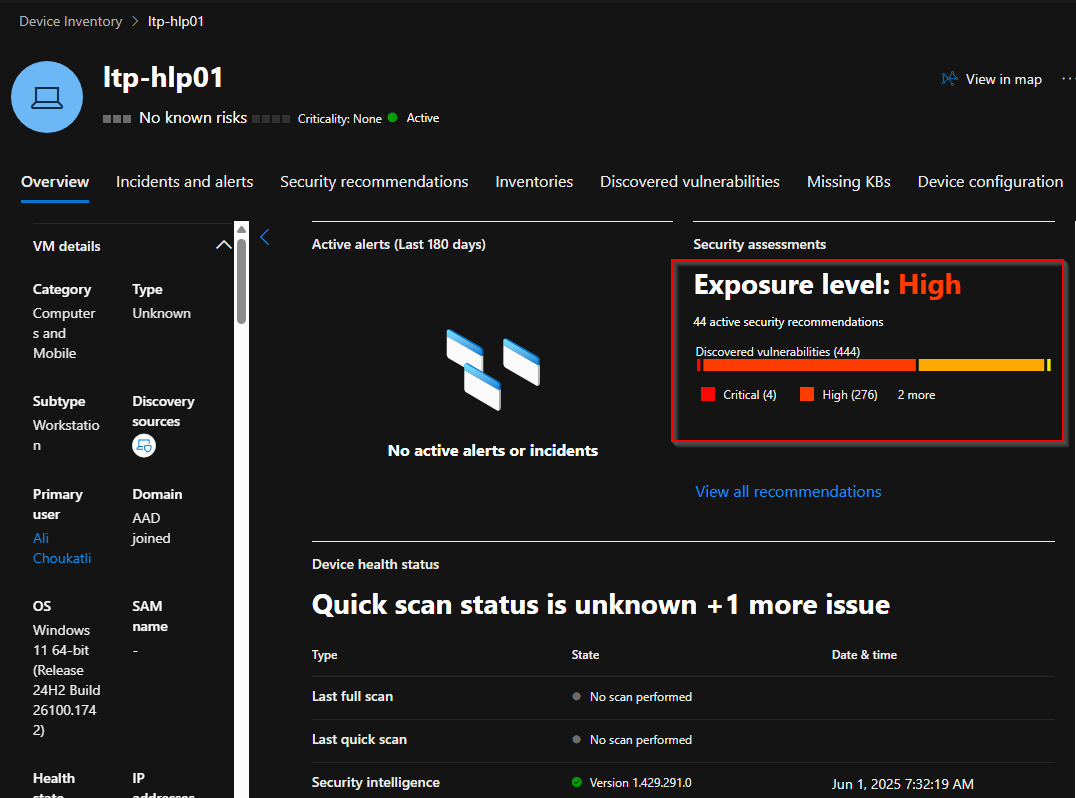 Device Inventory > ltp-hlp01
ltp-hlp01
View in map
No known risks Criticality: None Active
Overview Incidents and alerts Security recommendations Inventories Discovered vulnerabilities Missing KBs Device configuration
VM details
Category Type
Computer Unknown
s and
Mobile
Subtype Discovery
Workstatio sources
n
Primary Domain
user AAD
Ali joined
Choukatli
OS SAM
Windows name
11 64-bit -
(Release
24H2 Build
26100.174
2)
Health IP
state addresses
Active alerts (Last 180 days)
No active alerts or incidents
Security assessments
Exposure level: High
44 active security recommendations
Discovered vulnerabilities (444)
Critical (4) High (276) 2 more
View all recommendations
Device health status
Quick scan status is unknown +1 more issue
Type State Date & time
Last full scan No scan performed
Last quick scan No scan performed
Security intelligence Version 1.429.291.0 Jun 1, 2025 7:32:19 AM